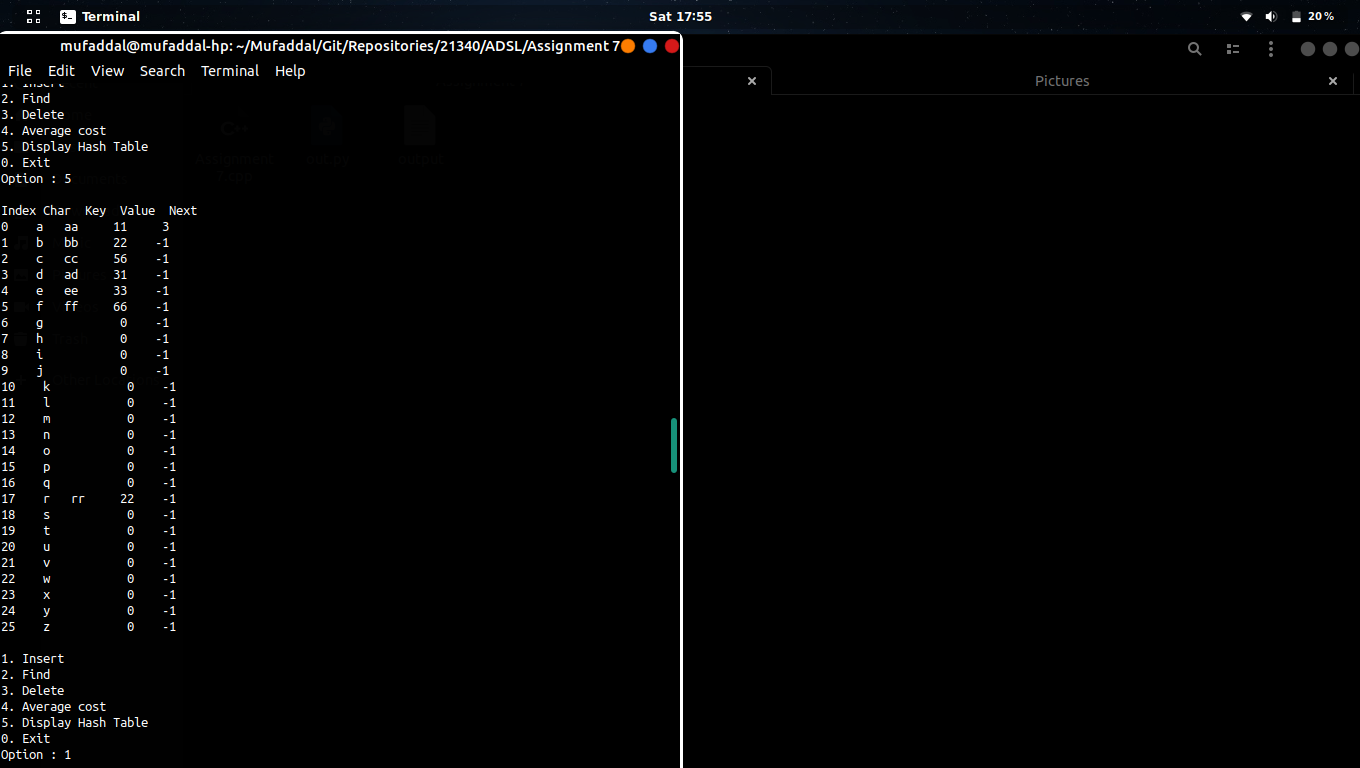 Terminal
Sat 17:55
20 %
mufaddal@mufaddal-hp: ~/Mufaddal/Git/Repositories/21340/ADSL/Assignment 7
File Edit View Search Terminal Help
Pictures
1. Insert
2. Find
3. Delete
4. Average cost
5. Display Hash Table
0. Exit
Option : 5
Index Char Key Value Next
0 a aa 11 3
1 b bb 22 -1
2 c cc 56 -1
3 d ad 31 -1
4 e ee 33 -1
5 f ff 66 -1
6 g 0 -1
7 h 0 -1
8 i 0 -1
9 j 0 -1
10 k 0 -1
11 l 0 -1
12 m 0 -1
13 n 0 -1
14 o 0 -1
15 p 0 -1
16 q 0 -1
17 r rr 22 -1
18 s 0 -1
19 t 0 -1
20 u 0 -1
21 v 0 -1
22 w 0 -1
23 x 0 -1
24 y 0 -1
25 z 0 -1
1. Insert
2. Find
3. Delete
4. Average cost
5. Display Hash Table
0. Exit
Option : 1